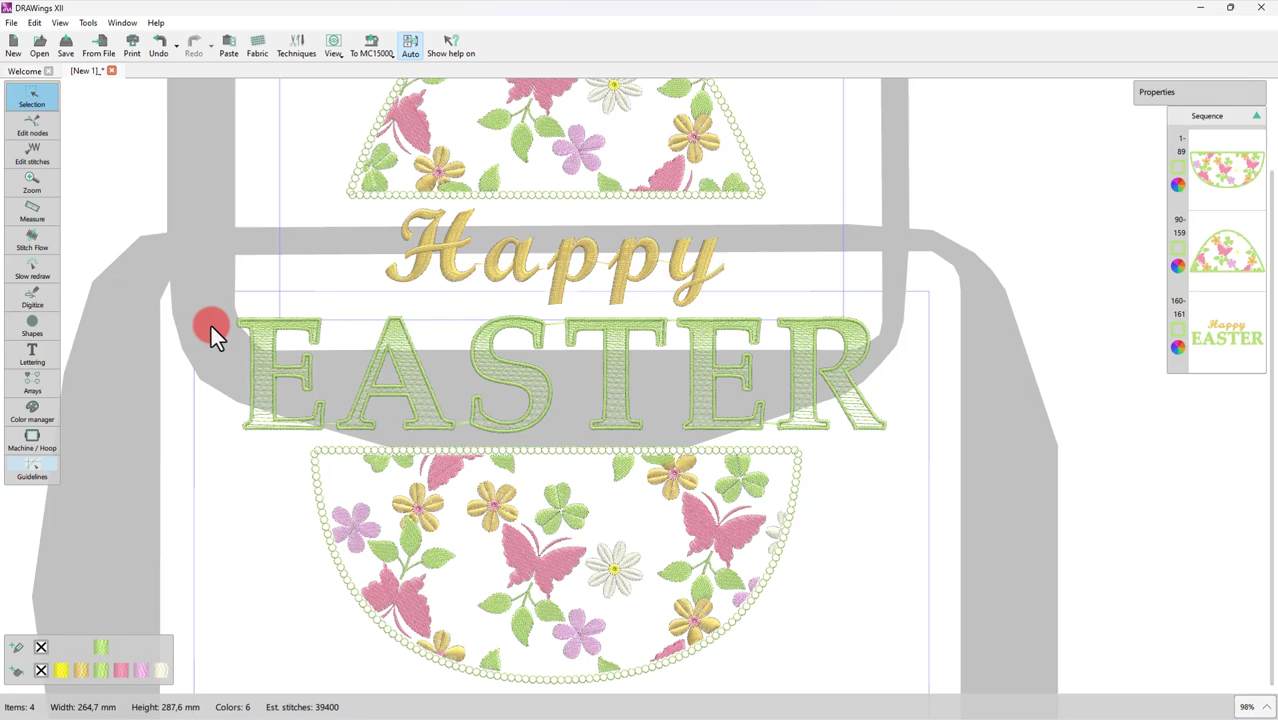 DRAWings XII
File Edit View Tools Window Help
New Open Save From File Print Undo Redo Paste Fabric Techniques View To MC15000 Auto Show help on
Welcome [New 1]_*
Selection
Edit nodes
Edit stitches
Zoom
Measure
Stitch Flow
Slow redraw
Digitize
Shapes
Lettering
Arrays
Color manager
Machine / Hoop
Guidelines
Happy
EASTER
Properties
Sequence
1-
89
90-
159
160-
161
Happy
EASTER
Items: 4 Width: 264,7 mm Height: 287,6 mm Colors: 6 Est. stitches: 39400
98%